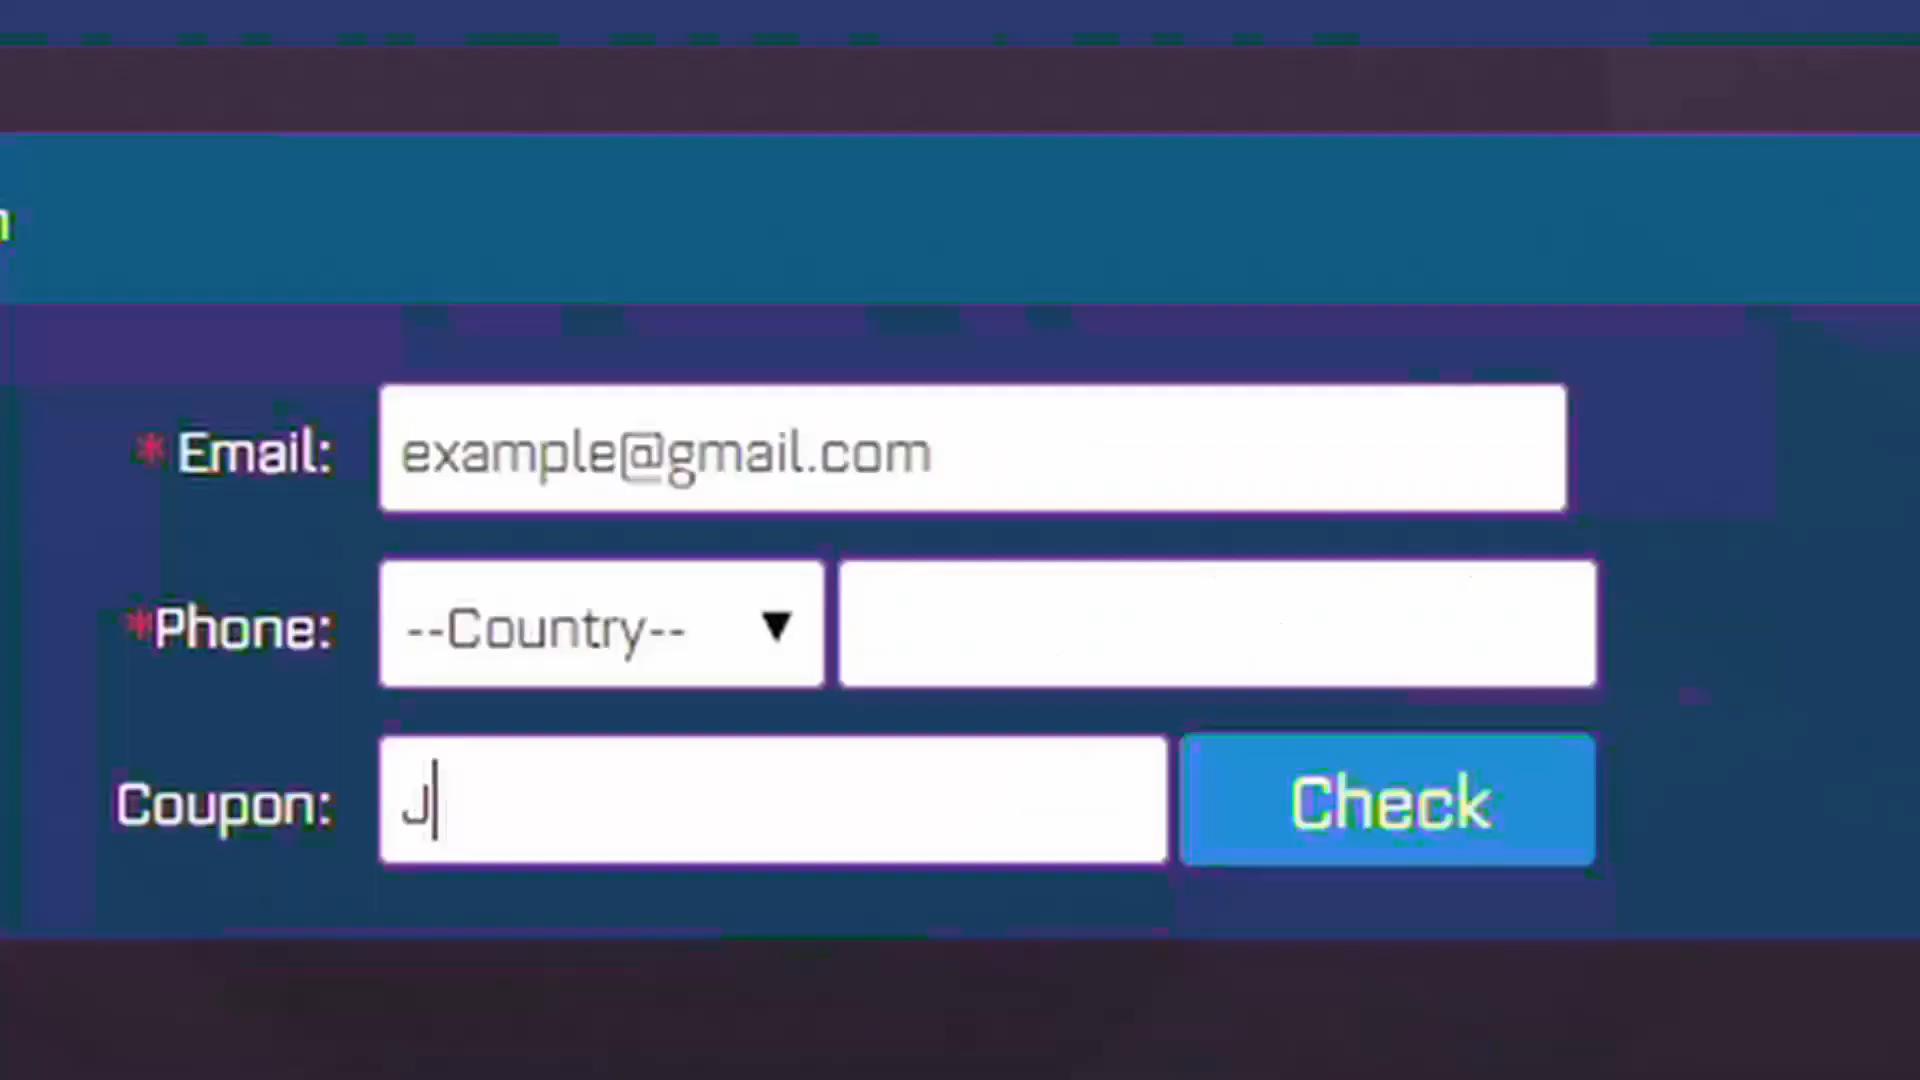 * Email: example@gmail.com
*Phone: --Country-- ▼
Coupon: J Check